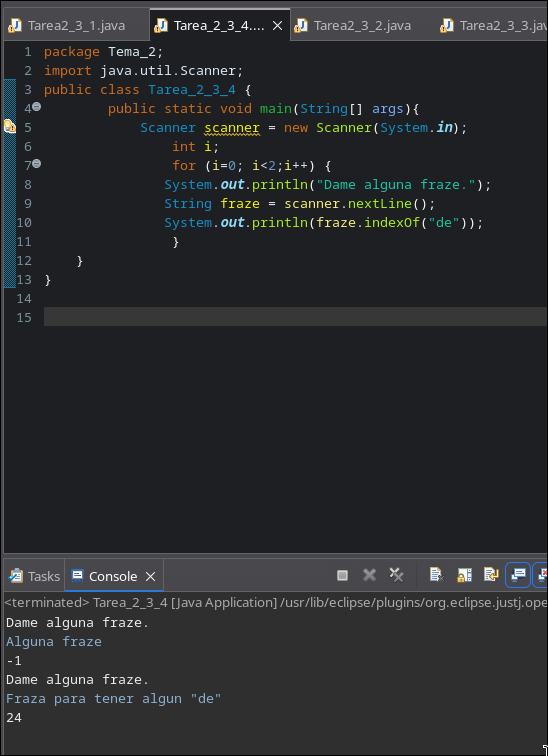 Tarea2_3_1.java Tarea_2_3_4.... Tarea2_3_2.java Tarea2_3_3.jav
1 package Tema_2;
2 import java.util.Scanner;
3 public class Tarea_2_3_4 {
4 public static void main(String[] args){
5 Scanner scanner = new Scanner(System.in);
6 int i;
7 for (i=0; i<2;i++) {
8 System.out.println("Dame alguna fraze.");
9 String fraze = scanner.nextLine();
10 System.out.println(fraze.indexOf("de"));
11 }
12 }
13 }
14
15
Tasks Console
<terminated> Tarea_2_3_4 [Java Application] /usr/lib/eclipse/plugins/org.eclipse.justj.ope
Dame alguna fraze.
Alguna fraze
-1
Dame alguna fraze.
Fraza para tener algun "de"
24